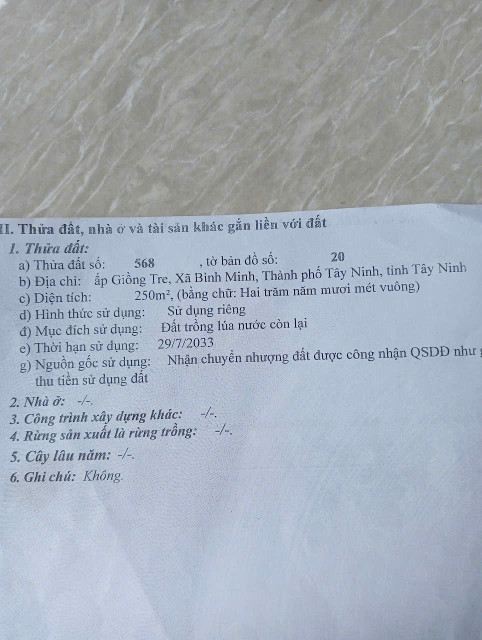 II. Thửa đất, nhà ở và tài sản khác gắn liền với đất
1. Thửa đất:
a) Thửa đất số: 568 , tờ bản đồ số: 20
b) Địa chỉ: ấp Giồng Tre, Xã Bình Minh, Thành phố Tây Ninh, tỉnh Tây Ninh
c) Diện tích: 250m², (bằng chữ: Hai trăm năm mươi mét vuông)
d) Hình thức sử dụng: Sử dụng riêng
đ) Mục đích sử dụng: Đất trồng lúa nước còn lại
e) Thời hạn sử dụng: 29/7/2033
g) Nguồn gốc sử dụng: Nhận chuyển nhượng đất được công nhận QSDĐ như
thu tiền sử dụng đất
2. Nhà ở: -/-.
3. Công trình xây dựng khác: -/-.
4. Rừng sản xuất là rừng trồng: -/-.
5. Cây lâu năm: -/-.
6. Ghi chú: Không.